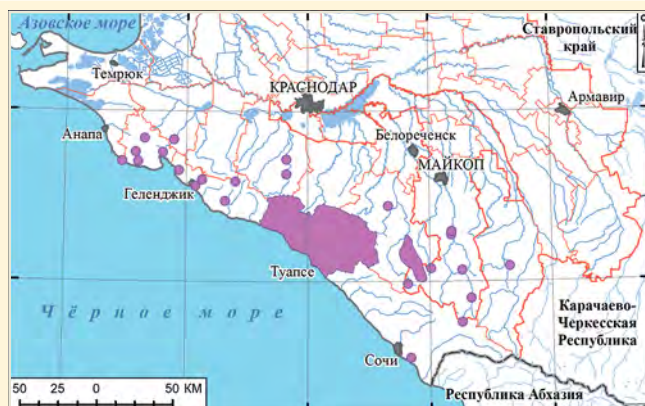 Азовское море
Ставропольский
край
С
Темрюк
КРАСНОДАР
Армавир
Анапа
Белореченск
МАЙКОП
Геленджик
Туапсе
Чёрное море
Карачаево-
Черкесская
Республика
Сочи
50 25 0 50 КМ
Республика Абхазия